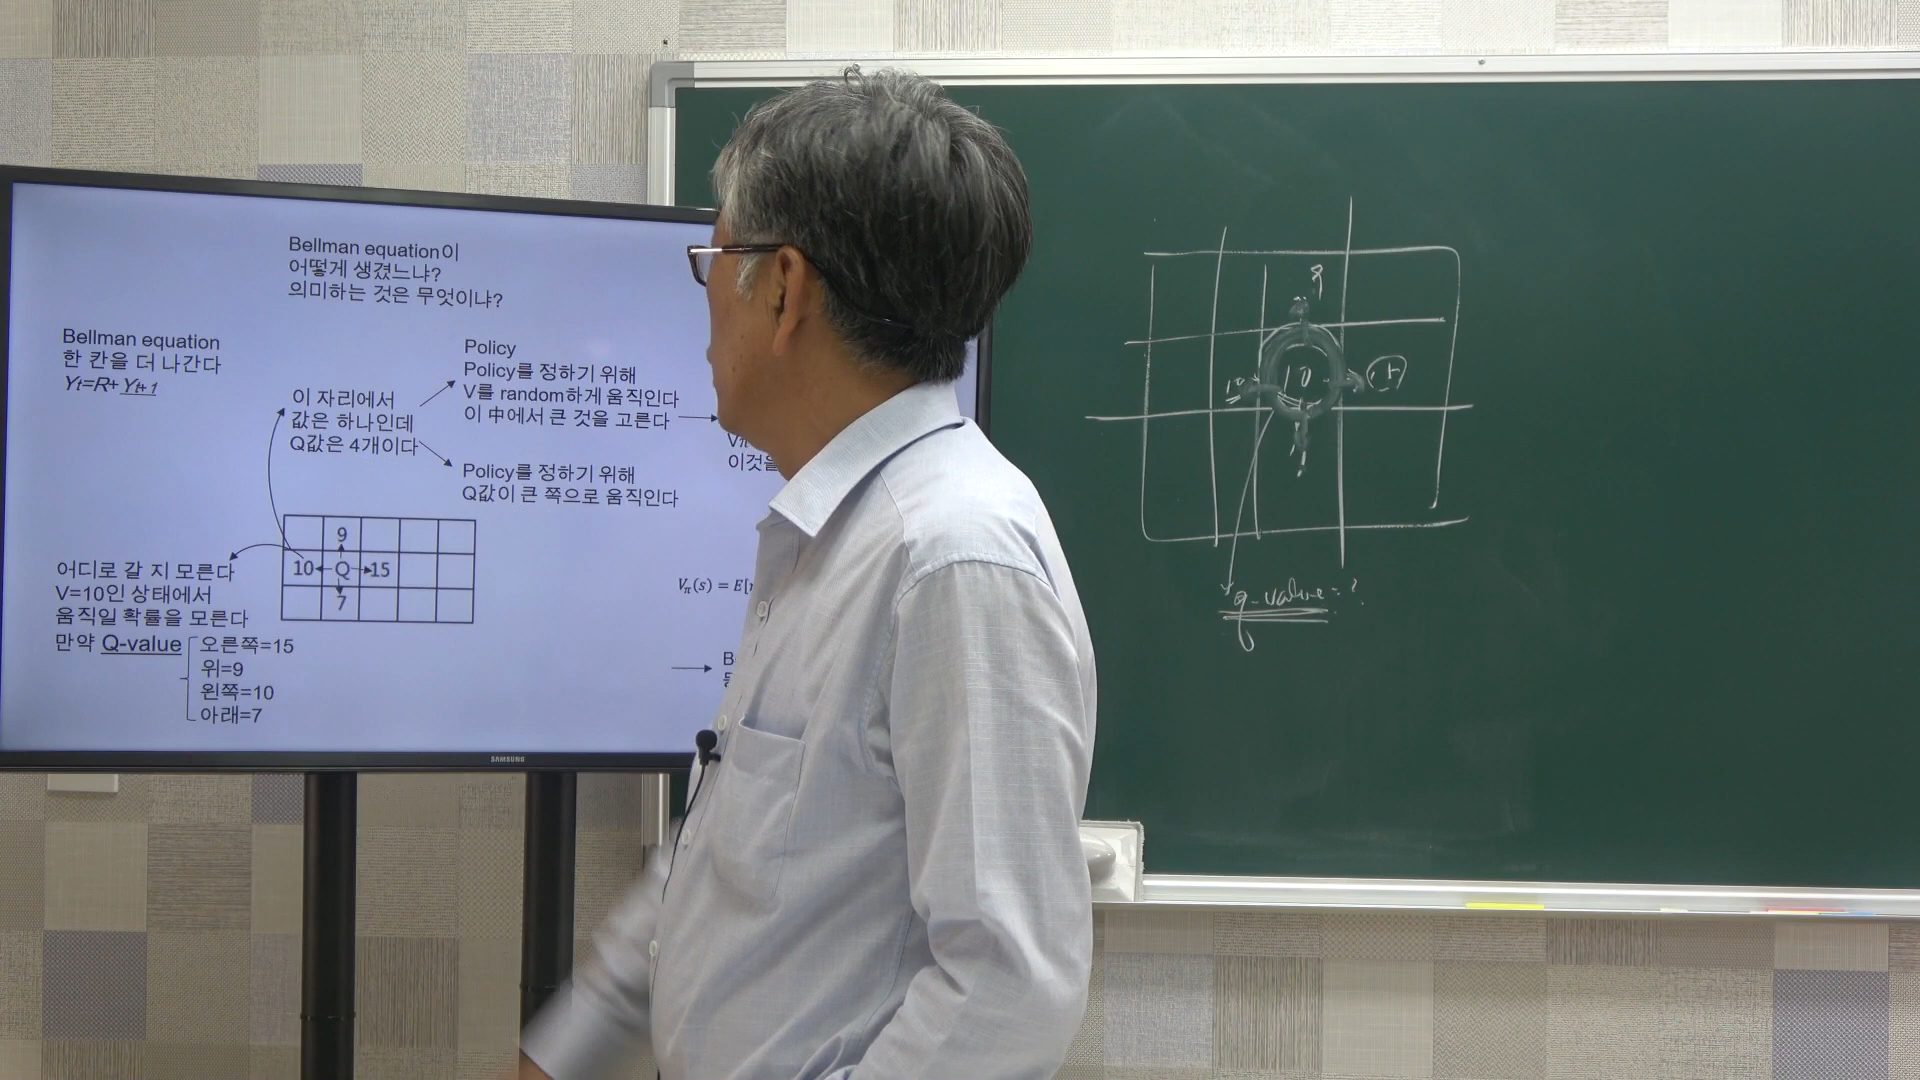 Bellman equation이
어떻게 생겼느냐?
의미하는 것은 무엇이냐?
Bellman equation
한 칸을 더 나간다
Yt=R+Yt+1
이 자리에서
값은 하나인데
Q값은 4개이다
Policy
Policy를 정하기 위해
V를 random하게 움직인다
이 中에서 큰 것을 고른다
Policy를 정하기 위해
Q값이 큰 쪽으로 움직인다
Vπ
이것을
9
10 Q 15
7
어디로 갈 지 모른다
V=10인 상태에서
움직일 확률을 모른다
만약 Q-value
오른쪽=15
위=9
왼쪽=10
아래=7
Vπ(s) = E[r
B
SAMSUNG
9
10 10 15
7
q-value = ?